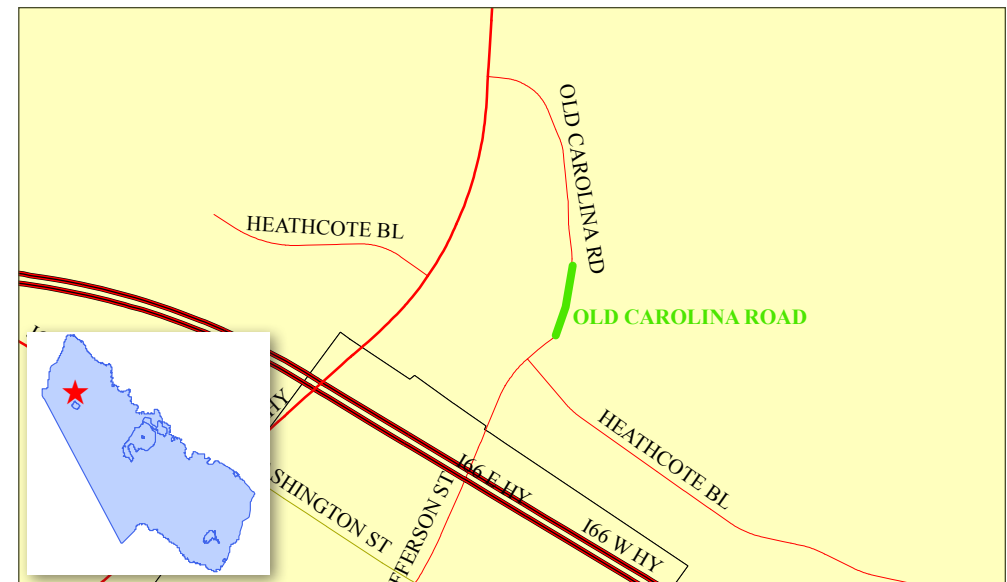 OLD CAROLINA RD
HEATHCOTE BL
OLD CAROLINA ROAD
HY
HEATHCOTE BL
I66 E HY
SHINGTON ST
EFFERSON ST
I66 W HY